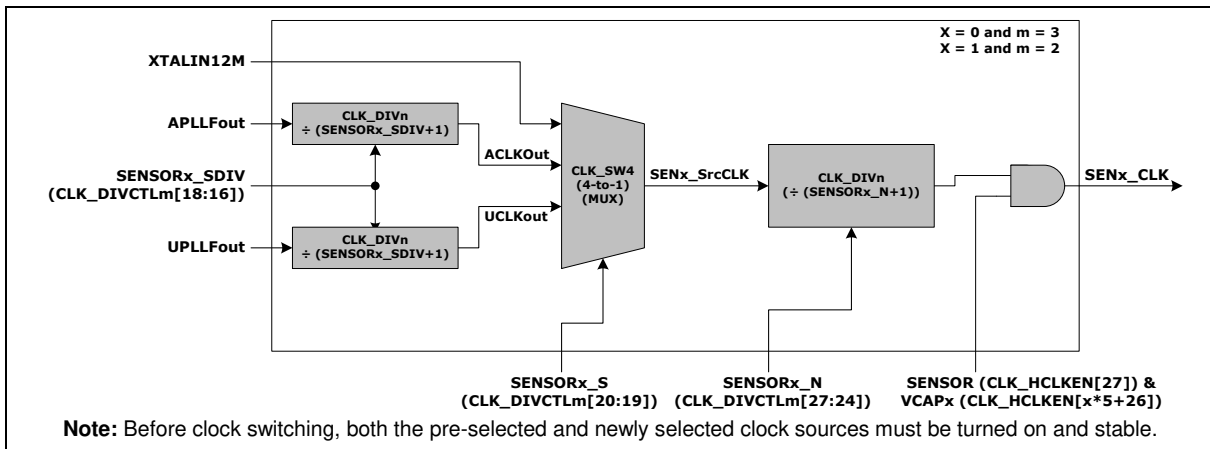 X = 0 and m = 3
X = 1 and m = 2
XTALIN12M
APLLFout
CLK_DIVn
÷ (SENSORx_SDIV+1)
ACLKOut
SENSORx_SDIV
(CLK_DIVCTLm[18:16])
UPLLFout
CLK_DIVn
÷ (SENSORx_SDIV+1)
UCLKout
CLK_SW4
(4-to-1)
(MUX)
SENx_SrcCLK
CLK_DIVn
(÷ (SENSORx_N+1))
SENx_CLK
SENSORx_S
(CLK_DIVCTLm[20:19])
SENSORx_N
(CLK_DIVCTLm[27:24])
SENSOR (CLK_HCLKEN[27]) &
VCAPx (CLK_HCLKEN[x*5+26])
Note: Before clock switching, both the pre-selected and newly selected clock sources must be turned on and stable.